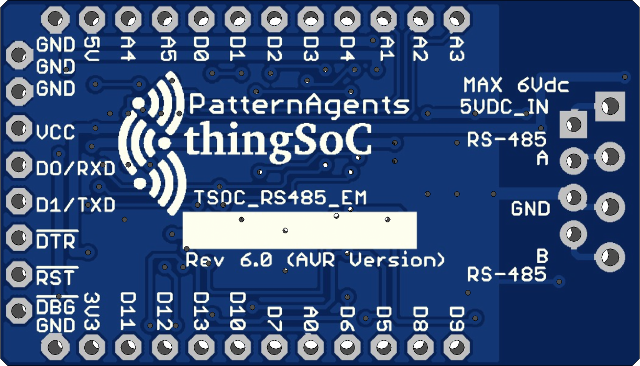 GND 5V A4 A5 D0 D1 D2 D3 D4 A1 A2 A3
GND
GND
VCC
D0/RXD
D1/TXD
DTR
RST
DBG
GND
MAX 6Vdc
5VDC_IN
RS-485
A
GND
B
RS-485
PatternAgents
thingSoC
TSOC_RS485_EM
Rev 6.0 (AVR Version)
3V3 D11 D12 D13 D10 D7 A0 D6 D5 D8 D9